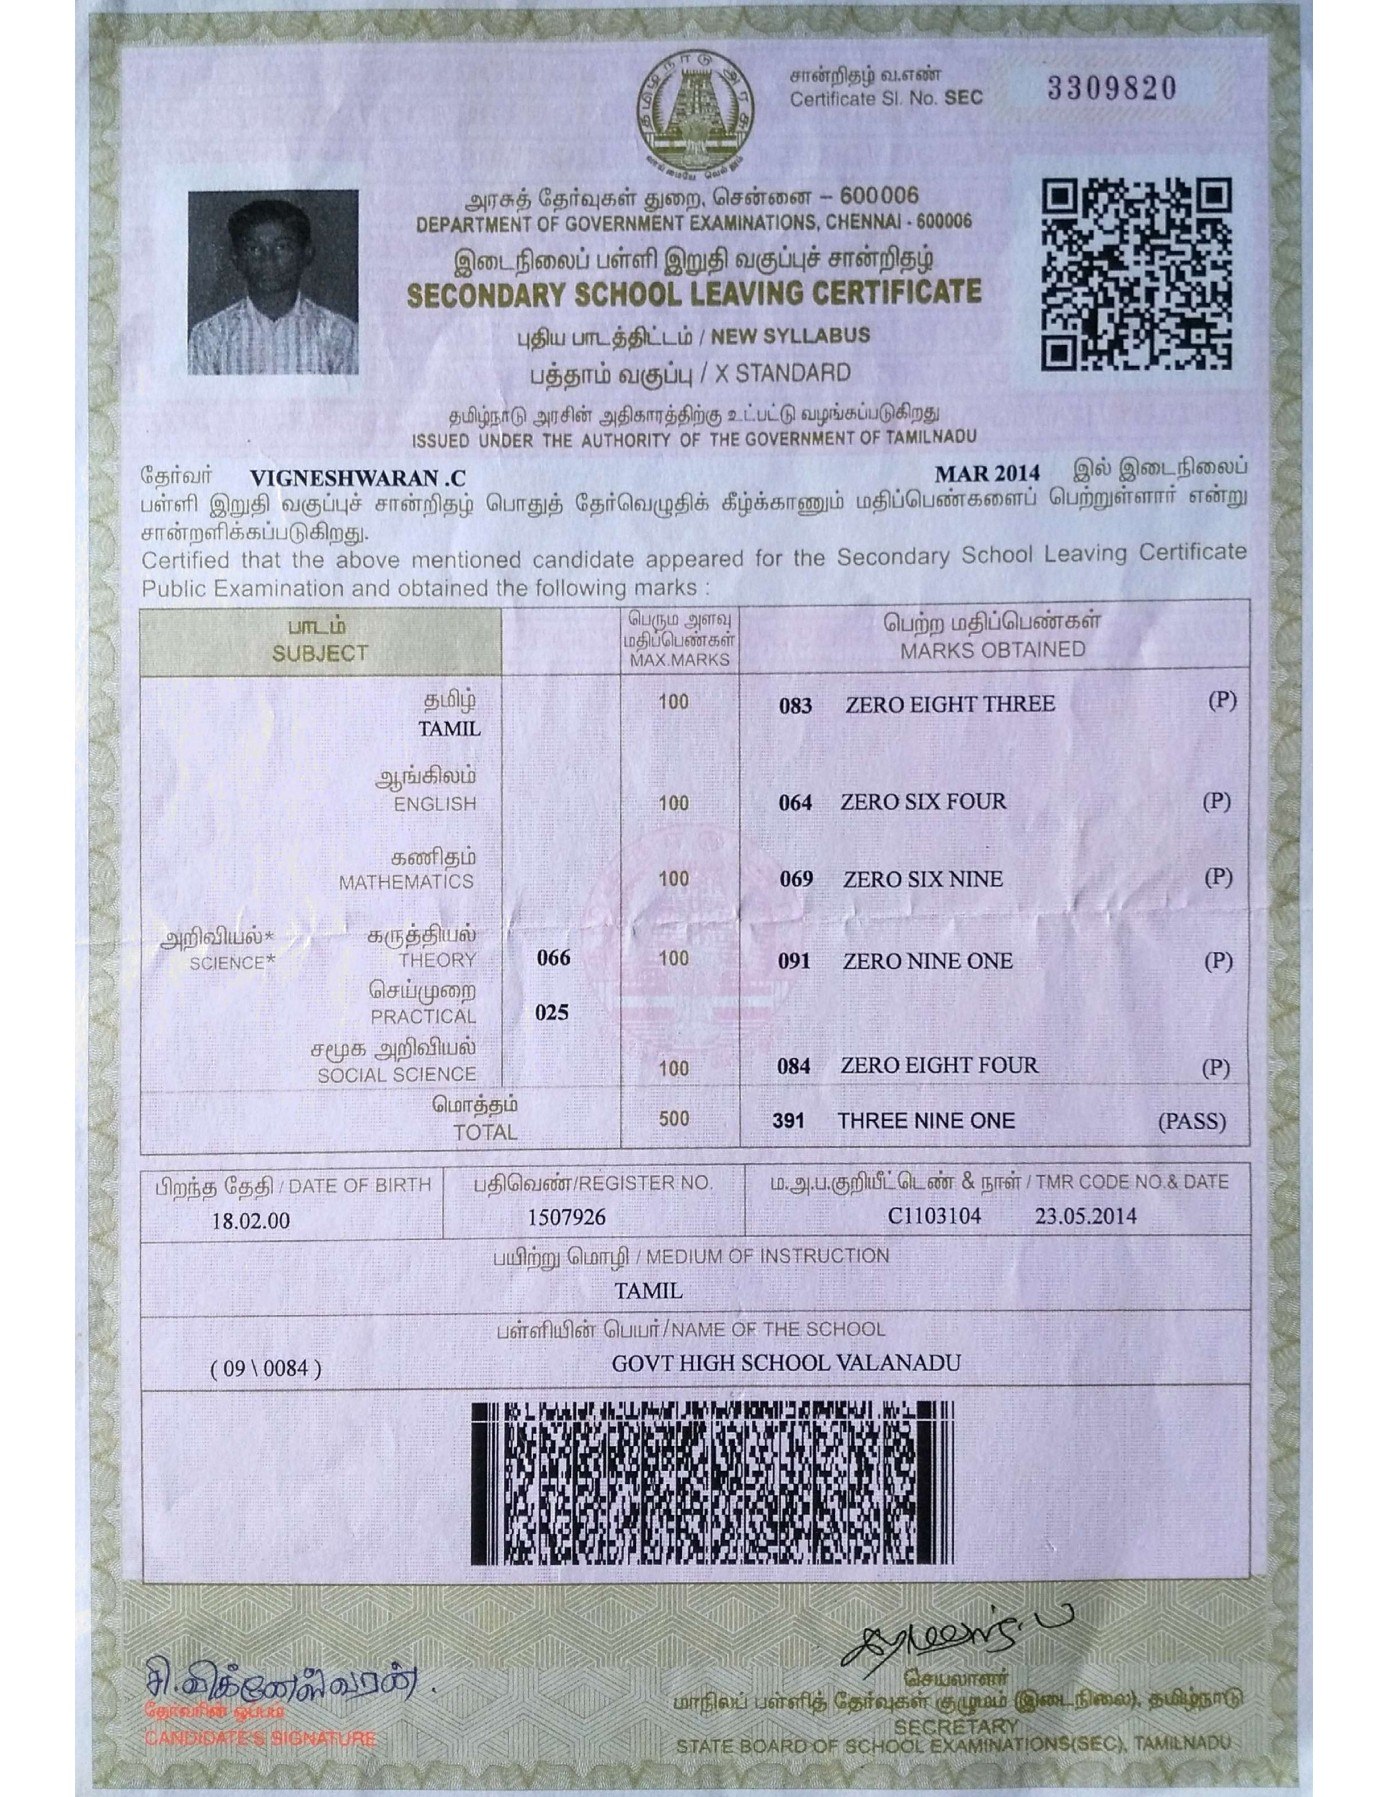 தமிழ்நாடு அரசு
வாய்மையே வெல்லும்
சான்றிதழ் வ.எண்
Certificate Sl. No. SEC 3309820
அரசுத் தேர்வுகள் துறை, சென்னை – 600006
DEPARTMENT OF GOVERNMENT EXAMINATIONS, CHENNAI - 600006
இடைநிலைப் பள்ளி இறுதி வகுப்புச் சான்றிதழ்
SECONDARY SCHOOL LEAVING CERTIFICATE
புதிய பாடத்திட்டம் / NEW SYLLABUS
பத்தாம் வகுப்பு / X STANDARD
தமிழ்நாடு அரசின் அதிகாரத்திற்கு உட்பட்டு வழங்கப்படுகிறது
ISSUED UNDER THE AUTHORITY OF THE GOVERNMENT OF TAMILNADU
தேர்வர் VIGNESHWARAN .C MAR 2014 இல் இடைநிலைப்
பள்ளி இறுதி வகுப்புச் சான்றிதழ் பொதுத் தேர்வெழுதிக் கீழ்க்காணும் மதிப்பெண்களைப் பெற்றுள்ளார் என்று
சான்றளிக்கப்படுகிறது.
Certified that the above mentioned candidate appeared for the Secondary School Leaving Certificate
Public Examination and obtained the following marks :
பாடம்
SUBJECT
பெரும அளவு
மதிப்பெண்கள்
MAX.MARKS
பெற்ற மதிப்பெண்கள்
MARKS OBTAINED
தமிழ் 100 083 ZERO EIGHT THREE (P)
TAMIL
ஆங்கிலம்
ENGLISH 100 064 ZERO SIX FOUR (P)
கணிதம்
MATHEMATICS 100 069 ZERO SIX NINE (P)
அறிவியல்* கருத்தியல்
SCIENCE* THEORY 066 100 091 ZERO NINE ONE (P)
செய்முறை
PRACTICAL 025
சமூக அறிவியல்
SOCIAL SCIENCE 100 084 ZERO EIGHT FOUR (P)
மொத்தம்
TOTAL 500 391 THREE NINE ONE (PASS)
பிறந்த தேதி / DATE OF BIRTH பதிவெண்/REGISTER NO. ம.அ.ப.குறியீட்டெண் & நாள் / TMR CODE NO.& DATE
18.02.00 1507926 C1103104 23.05.2014
பயிற்று மொழி / MEDIUM OF INSTRUCTION
TAMIL
பள்ளியின் பெயர்/NAME OF THE SCHOOL
( 09 \ 0084 ) GOVT HIGH SCHOOL VALANADU
சி.விக்னேஸ்வரன்.
தேர்வரின் ஒப்பம்
CANDIDATE'S SIGNATURE
செயலாளர்
மாநிலப் பள்ளித் தேர்வுகள் குழுமம் (இடைநிலை), தமிழ்நாடு
SECRETARY
STATE BOARD OF SCHOOL EXAMINATIONS(SEC), TAMILNADU